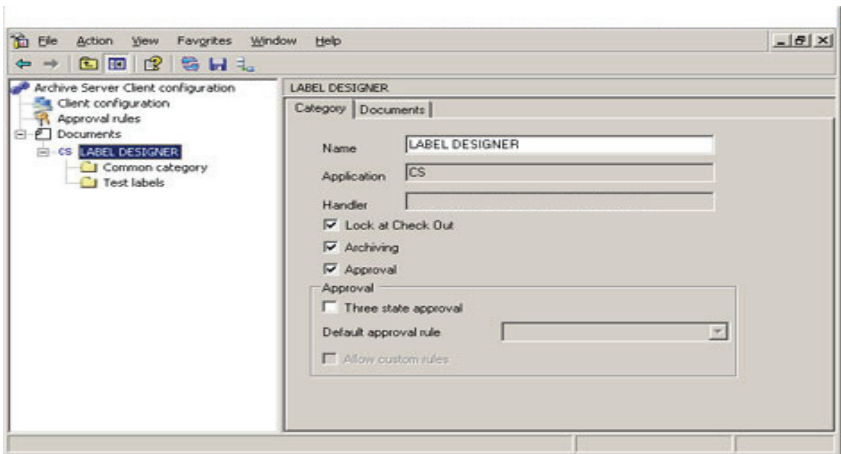 File Action View Favorites Window Help
Archive Server Client configuration
Client configuration
Approval rules
Documents
CS LABEL DESIGNER
Common category
Test labels
LABEL DESIGNER
Category Documents
Name LABEL DESIGNER
Application CS
Handler
Lock at Check Out
Archiving
Approval
Approval
Three state approval
Default approval rule
Allow custom rules